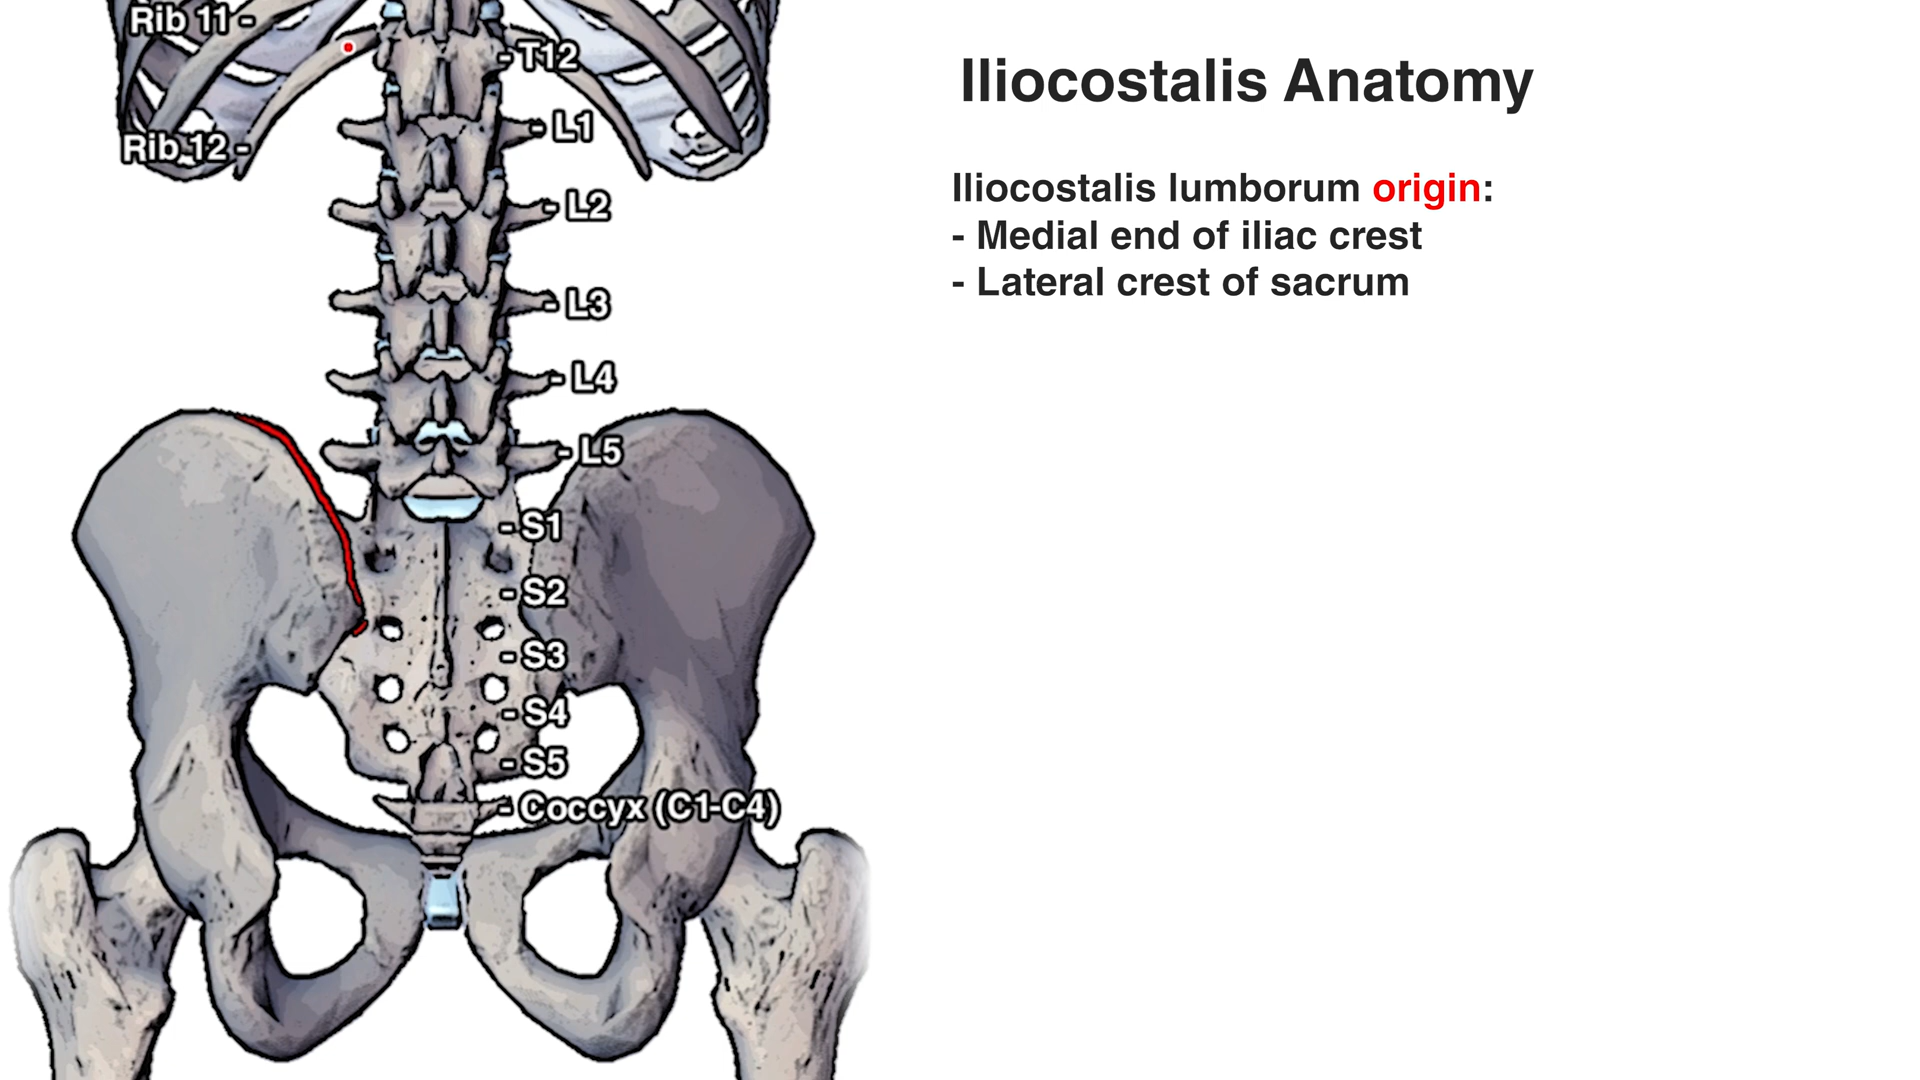 Rib 11 -
- T12
- L1
Rib 12 -
- L2
- L3
- L4
- L5
- S1
- S2
- S3
- S4
- S5
- Coccyx (C1-C4)
Iliocostalis Anatomy
Iliocostalis lumborum origin:
- Medial end of iliac crest
- Lateral crest of sacrum